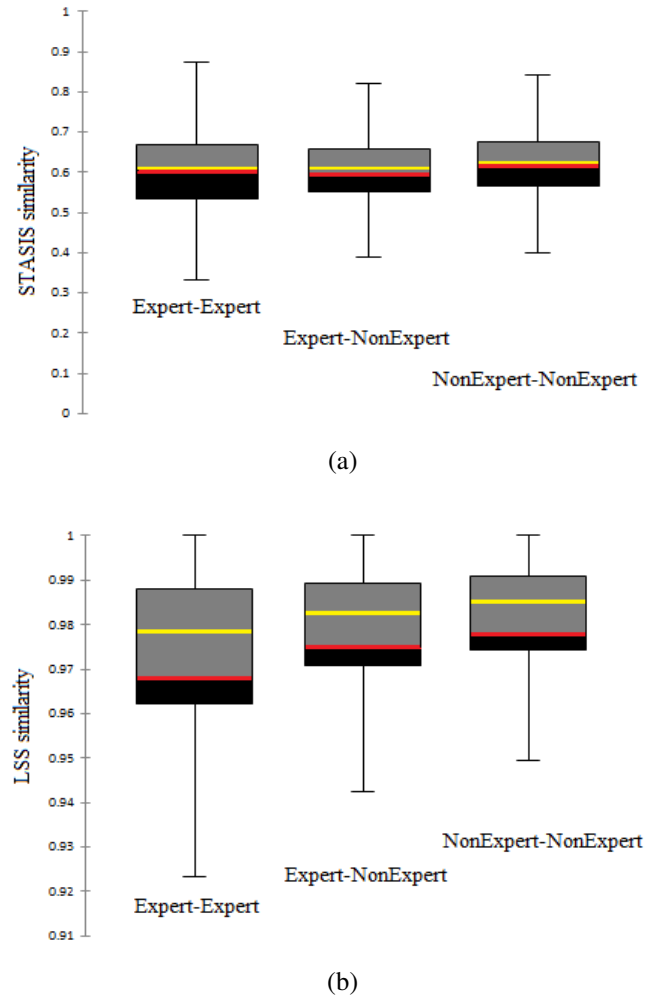 1
0.9
0.8
0.7
0.6
0.5
0.4
0.3
0.2
0.1
0
STASIS similarity
Expert-Expert
Expert-NonExpert
NonExpert-NonExpert
(a)
1
0.99
0.98
0.97
0.96
0.95
0.94
0.93
0.92
0.91
LSS similarity
NonExpert-NonExpert
Expert-NonExpert
Expert-Expert
(b)